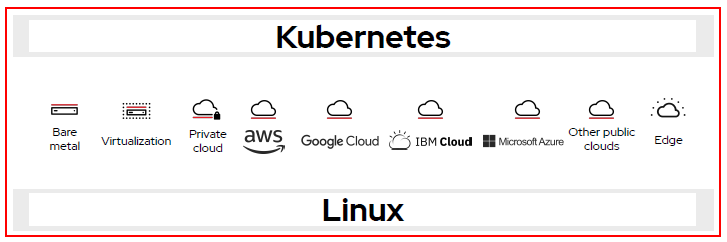 Kubernetes
Bare
metal
Virtualization
Private
cloud
aws
Google Cloud
IBM Cloud
Microsoft Azure
Other public
clouds
Edge
Linux